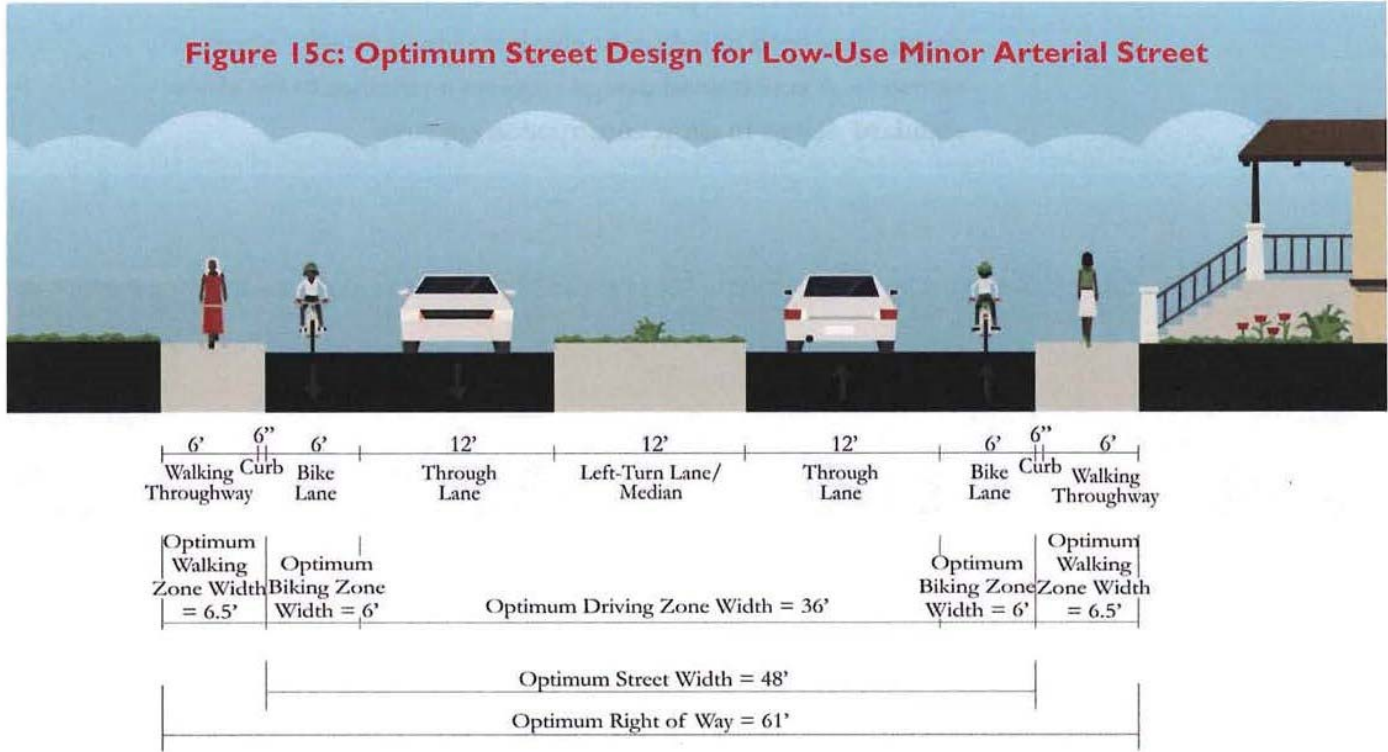 Figure 15c: Optimum Street Design for Low-Use Minor Arterial Street
6’ 6” 6’ 12’ 12’ 12’ 6’ 6” 6’
Walking Throughway
Curb
Bike Lane
Through Lane
Left-Turn Lane/
Median
Through Lane
Bike Lane
Curb
Walking Throughway
Optimum
Walking
Zone Width
= 6.5’
Optimum
Biking Zone
Width = 6’
Optimum Driving Zone Width = 36’
Optimum
Biking Zone
Width = 6’
Optimum
Walking
Zone Width
= 6.5’
Optimum Street Width = 48’
Optimum Right of Way = 61’